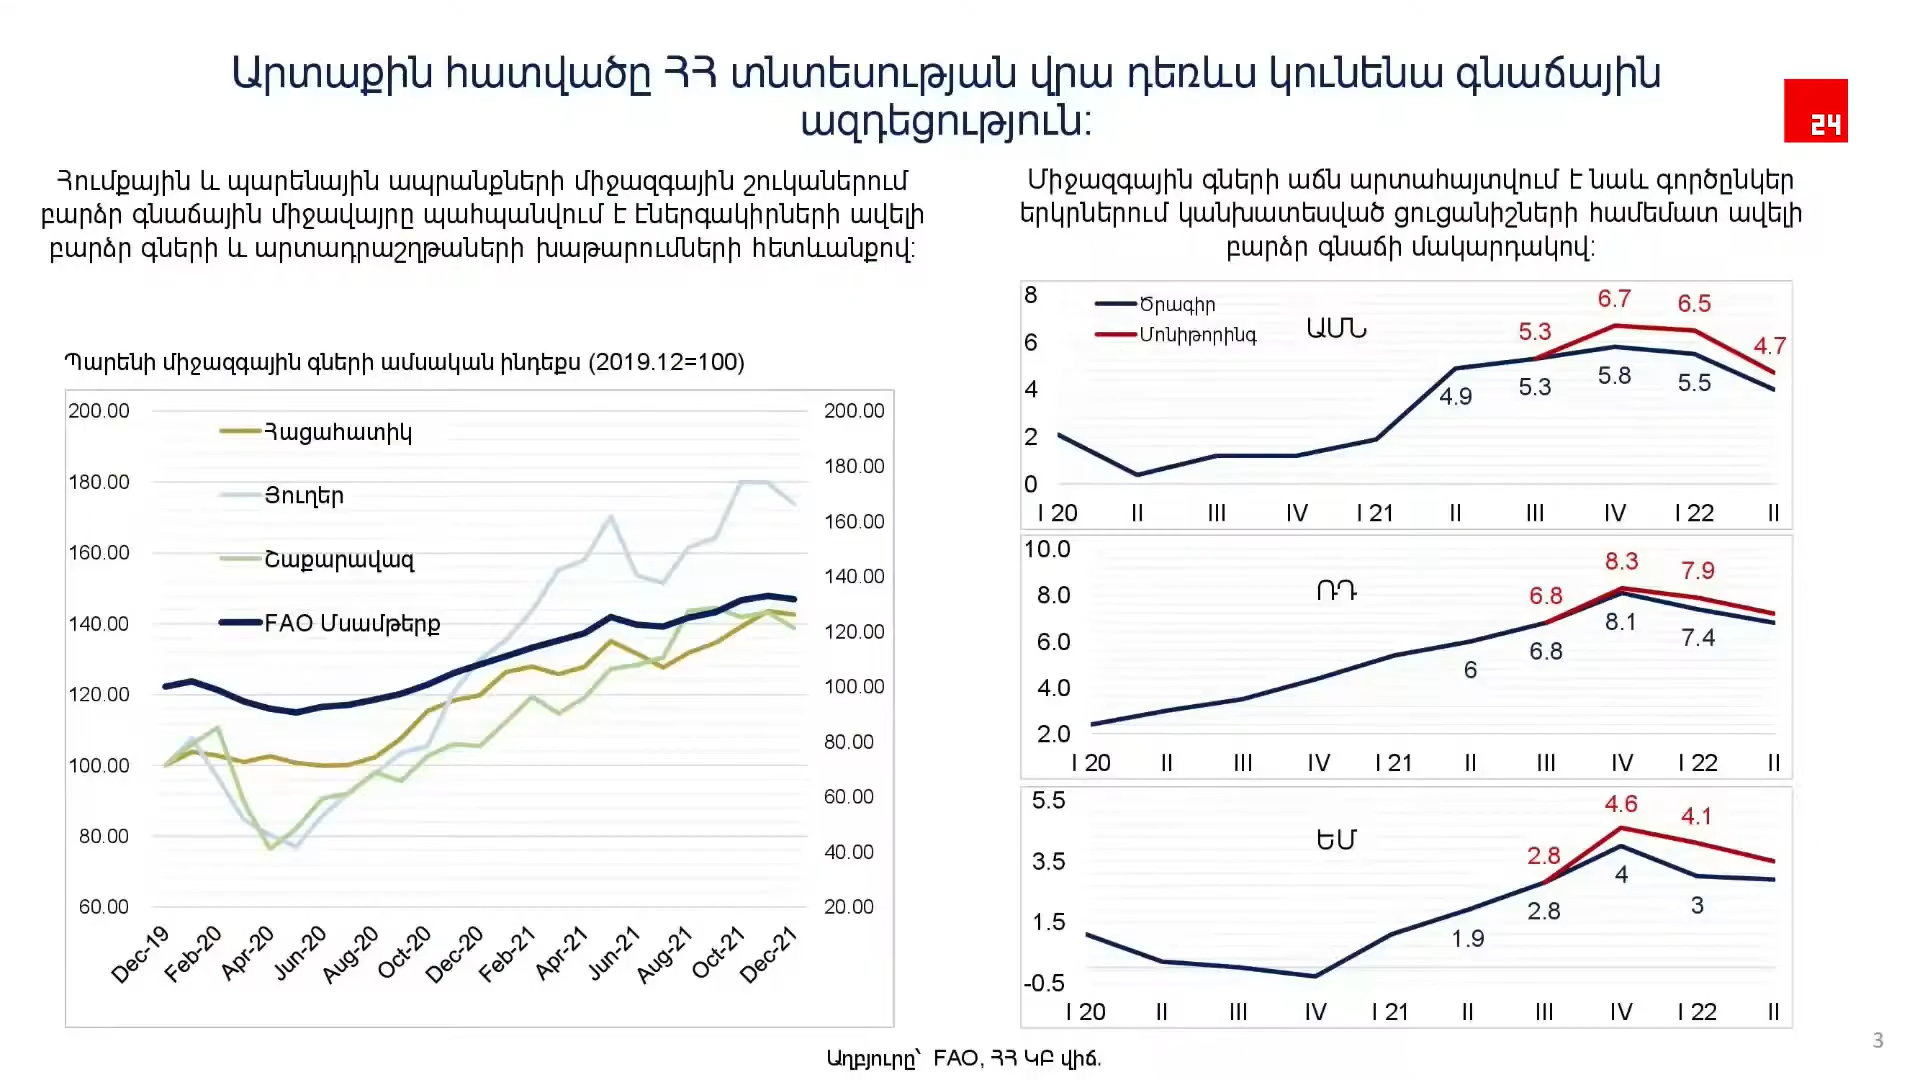 Արտաքին հատվածը ՀՀ տնտեսության վրա դեռևս կունենա գնաճային
ազդեցություն:
24
Հումքային և պարենային ապրանքների միջազգային շուկաներում
բարձր գնաճային միջավայրը պահպանվում է էներգակիրների ավելի
բարձր գների և արտադրաշղթաների խաթարումների հետևանքով:
Պարենի միջազգային գների ամսական ինդեքս (2019.12=100)
200.00
180.00
160.00
140.00
120.00
100.00
80.00
60.00
Հացահատիկ
Յուղեր
Շաքարավազ
FAO Մսամթերք
200.00
180.00
160.00
140.00
120.00
100.00
80.00
60.00
40.00
20.00
Dec-19 Feb-20 Apr-20 Jun-20 Aug-20 Oct-20 Dec-20 Feb-21 Apr-21 Jun-21 Aug-21 Oct-21 Dec-21
Միջազգային գների աճն արտահայտվում է նաև գործընկեր
երկրներում կանխատեսված ցուցանիշների համեմատ ավելի
բարձր գնաճի մակարդակով:
8
6
4
2
0
Ծրագիր
Մոնիթորինգ
ԱՄՆ
5.3 6.7 6.5 4.7
4.9 5.3 5.8 5.5
I 20 II III IV I 21 II III IV I 22 II
10.0
8.0
6.0
4.0
2.0
ՌԴ
6.8 8.3 7.9
6 6.8 8.1 7.4
I 20 II III IV I 21 II III IV I 22 II
5.5
3.5
1.5
-0.5
ԵՄ
2.8 4.6 4.1
1.9 2.8 4 3
I 20 II III IV I 21 II III IV I 22 II
Աղբյուրը՝ FAO, ՀՀ ԿԲ վիճ.
3